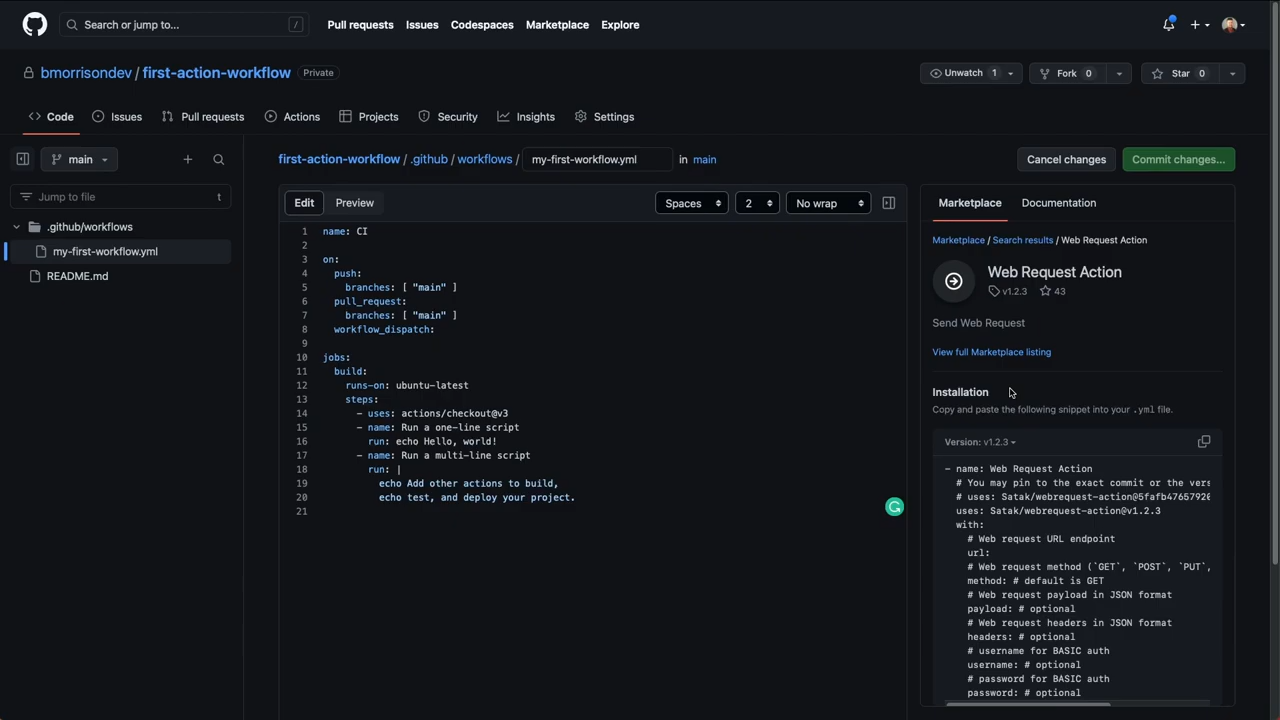 Search or jump to...
/
Pull requests
Issues
Codespaces
Marketplace
Explore
bmorrisondev / first-action-workflow
Private
Unwatch 1
Fork 0
Star 0
Code
Issues
Pull requests
Actions
Projects
Security
Insights
Settings
main
Jump to file
t
.github/workflows
my-first-workflow.yml
README.md
first-action-workflow / .github / workflows / my-first-workflow.yml in main
Cancel changes
Commit changes...
Edit
Preview
Spaces
2
No wrap
1 name: CI
2
3 on:
4 push:
5 branches: [ "main" ]
6 pull_request:
7 branches: [ "main" ]
8 workflow_dispatch:
9
10 jobs:
11 build:
12 runs-on: ubuntu-latest
13 steps:
14 - uses: actions/checkout@v3
15 - name: Run a one-line script
16 run: echo Hello, world!
17 - name: Run a multi-line script
18 run: |
19 echo Add other actions to build,
20 echo test, and deploy your project.
21
Marketplace
Documentation
Marketplace / Search results / Web Request Action
Web Request Action
v1.2.3
43
Send Web Request
View full Marketplace listing
Installation
Copy and paste the following snippet into your .yml file.
Version: v1.2.3
- name: Web Request Action
# You may pin to the exact commit or the vers
# uses: Satak/webrequest-action@5fafb47657920
uses: Satak/webrequest-action@v1.2.3
with:
# Web request URL endpoint
url:
# Web request method (`GET`, `POST`, `PUT`,
method: # default is GET
# Web request payload in JSON format
payload: # optional
# Web request headers in JSON format
headers: # optional
# username for BASIC auth
username: # optional
# password for BASIC auth
password: # optional